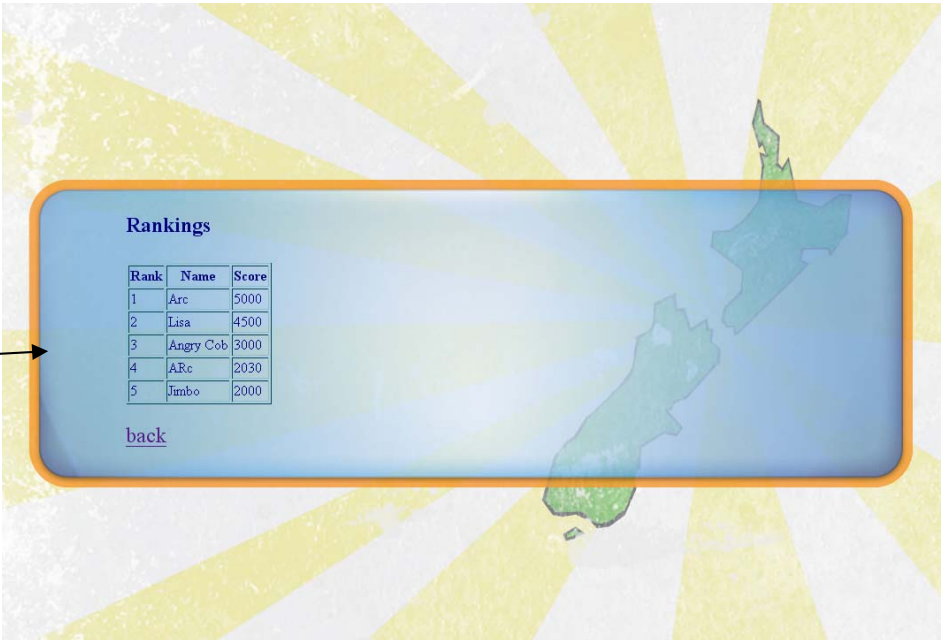 Rankings
Rank Name Score
1 Arc 5000
2 Lisa 4500
3 Angry Cob 3000
4 ARc 2030
5 Jimbo 2000
back